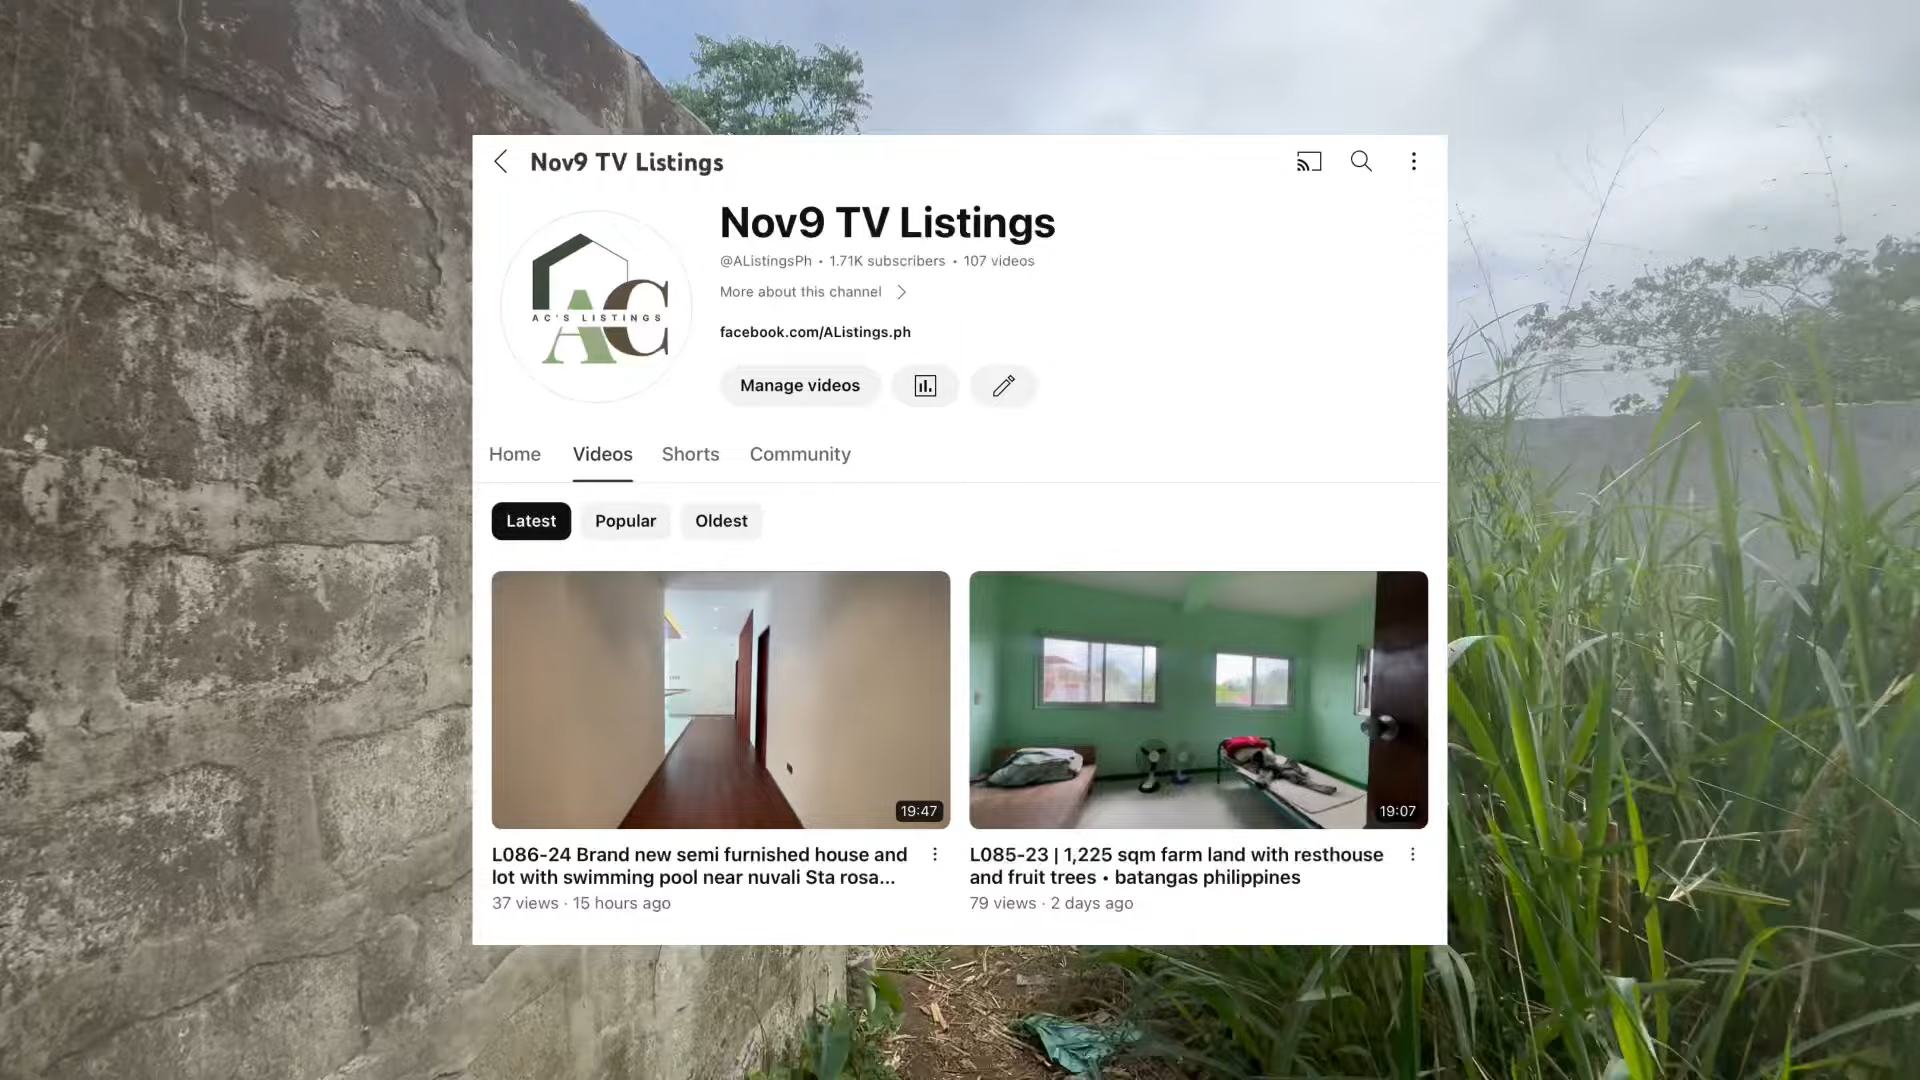 Nov9 TV Listings
Nov9 TV Listings
@AListingsPh • 1.71K subscribers • 107 videos
More about this channel
facebook.com/AListings.ph
AC'S LISTINGS
AC
Manage videos
Home Videos Shorts Community
Latest Popular Oldest
19:47
19:07
L086-24 Brand new semi furnished house and
lot with swimming pool near nuvali Sta rosa...
37 views · 15 hours ago
L085-23 | 1,225 sqm farm land with resthouse
and fruit trees • batangas philippines
79 views · 2 days ago